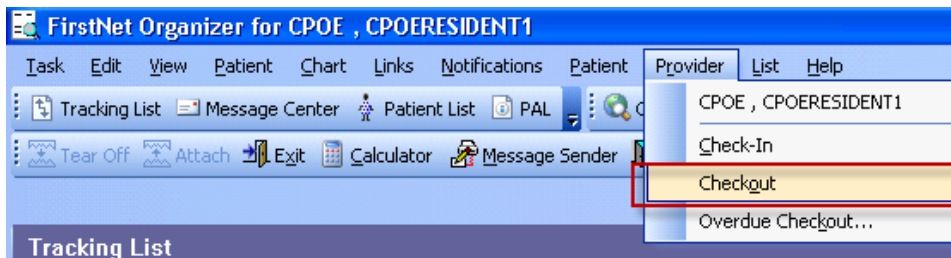 FirstNet Organizer for CPOE , CPOERESIDENT1
Task Edit View Patient Chart Links Notifications Patient Provider List Help
Tracking List Message Center Patient List PAL
CPOE , CPOERESIDENT1
Tear Off Attach Exit Calculator Message Sender
Check-In
Checkout
Overdue Checkout...
Tracking List